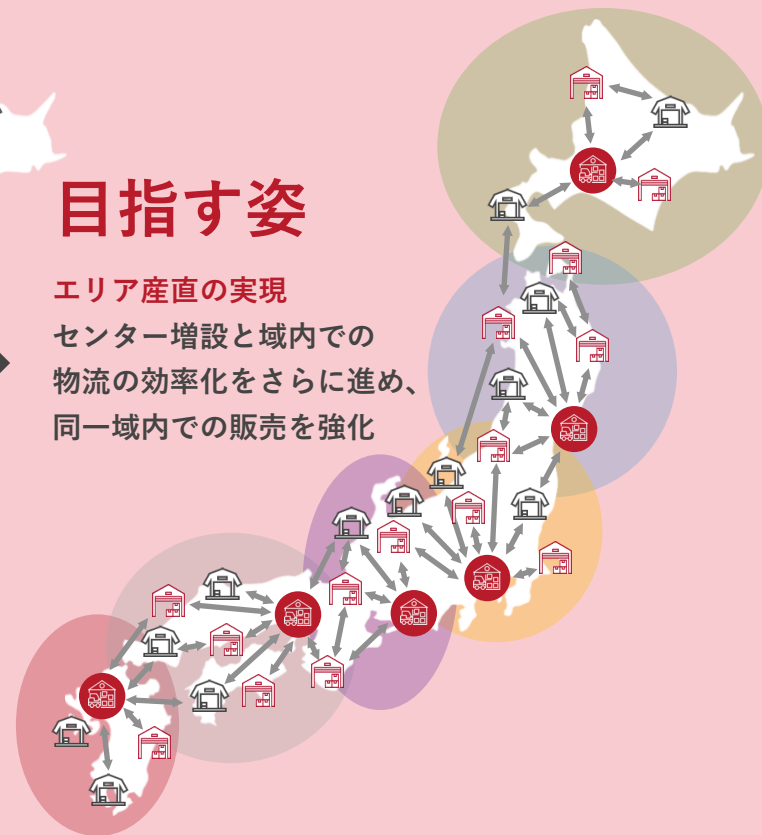 目指す姿
エリア産直の実現
センター増設と域内での
物流の効率化をさらに進め、
同一域内での販売を強化